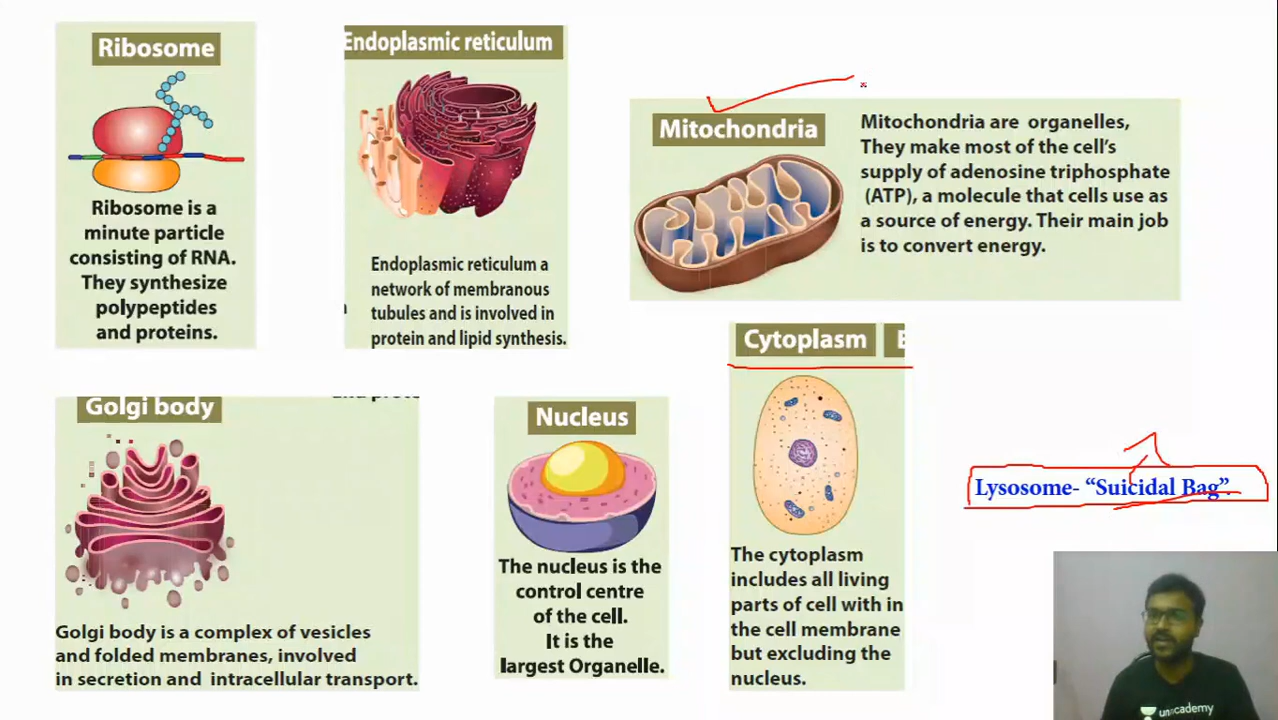 Ribosome
Ribosome is a
minute particle
consisting of RNA.
They synthesize
polypeptides
and proteins.
Endoplasmic reticulum
Endoplasmic reticulum a
network of membranous
tubules and is involved in
protein and lipid synthesis.
Mitochondria
Mitochondria are organelles,
They make most of the cell's
supply of adenosine triphosphate
(ATP), a molecule that cells use as
a source of energy. Their main job
is to convert energy.
Golgi body
Golgi body is a complex of vesicles
and folded membranes, involved
in secretion and intracellular transport.
Nucleus
The nucleus is the
control centre
of the cell.
It is the
largest Organelle.
Cytoplasm
The cytoplasm
includes all living
parts of cell with in
the cell membrane
but excluding the
nucleus.
Lysosome- “Suicidal Bag”.
unacademy